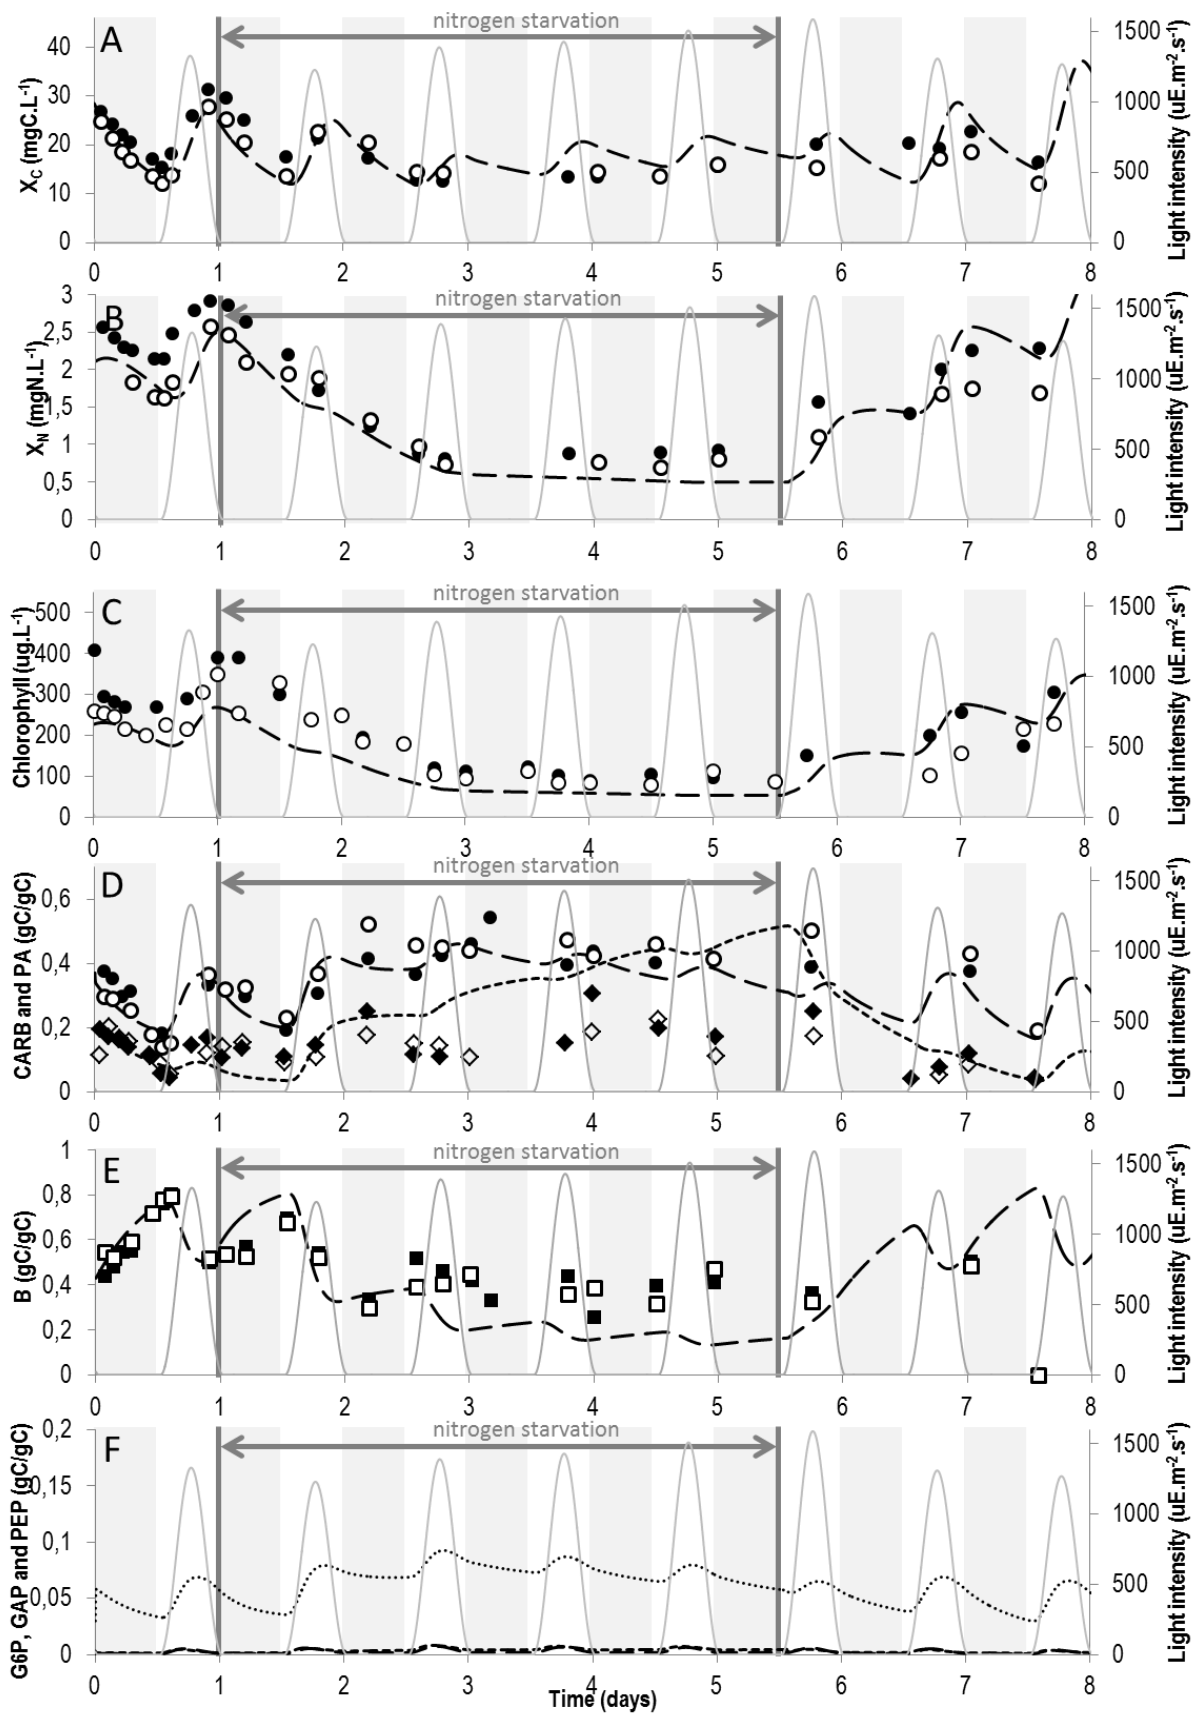 A
nitrogen starvation
X_C (mgC.L⁻¹)
40
30
20
10
0
1500
1000
500
0
Light intensity (uE.m⁻².s⁻¹)
0 1 2 3 4 5 6 7 8
B
nitrogen starvation
X_N (mgN.L⁻¹)
3
2,5
2
1,5
1
0,5
0
1500
1000
500
0
Light intensity (uE.m⁻².s⁻¹)
0 1 2 3 4 5 6 7 8
C
nitrogen starvation
Chlorophyll (ug.L⁻¹)
500
400
300
200
100
0
1500
1000
500
0
Light intensity (uE.m⁻².s⁻¹)
0 1 2 3 4 5 6 7 8
D
nitrogen starvation
CARB and PA (gC/gC)
0,6
0,4
0,2
0
1500
1000
500
0
Light intensity (uE.m⁻².s⁻¹)
0 1 2 3 4 5 6 7 8
E
nitrogen starvation
B (gC/gC)
1
0,8
0,6
0,4
0,2
0
1500
1000
500
0
Light intensity (uE.m⁻².s⁻¹)
0 1 2 3 4 5 6 7 8
F
nitrogen starvation
G6P, GAP and PEP (gC/gC)
0,2
0,15
0,1
0,05
0
1500
1000
500
0
Light intensity (uE.m⁻².s⁻¹)
0 1 2 3 4 5 6 7 8
Time (days)